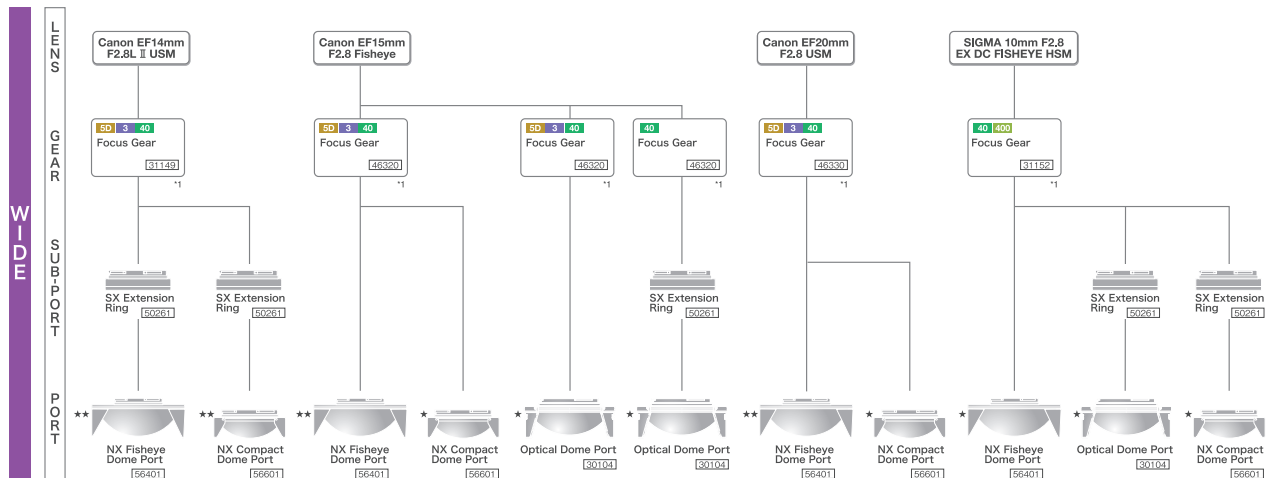 WIDE
LENS
Canon EF14mm
F2.8L Ⅱ USM
Canon EF15mm
F2.8 Fisheye
Canon EF20mm
F2.8 USM
SIGMA 10mm F2.8
EX DC FISHEYE HSM
GEAR
5D 3 40
Focus Gear
31149
*1
5D 3 40
Focus Gear
46320
*1
5D 3 40
Focus Gear
46320
*1
40
Focus Gear
46320
*1
5D 3 40
Focus Gear
46330
*1
40 400
Focus Gear
31152
*1
SUB-PORT
SX Extension
Ring 50261
SX Extension
Ring 50261
SX Extension
Ring 50261
SX Extension
Ring 50261
SX Extension
Ring 50261
PORT
★★
NX Fisheye
Dome Port
56401
★★
NX Compact
Dome Port
56601
★★
NX Fisheye
Dome Port
56401
★
NX Compact
Dome Port
56601
★
Optical Dome Port
30104
★
Optical Dome Port
30104
★★
NX Fisheye
Dome Port
56401
★
NX Compact
Dome Port
56601
★
NX Fisheye
Dome Port
56401
★
Optical Dome Port
30104
★
NX Compact
Dome Port
56601